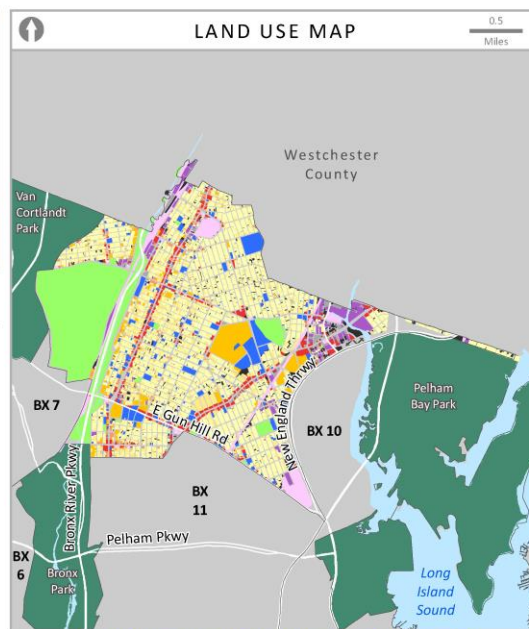 LAND USE MAP
0.5
Miles
Westchester
County
Van
Cortlandt
Park
Pelham
Bay Park
BX 7
E Gun Hill Rd
New England Thrwy
BX 10
Bronx River Pkwy
BX
11
Pelham Pkwy
BX
6
Bronx
Park
Long
Island
Sound